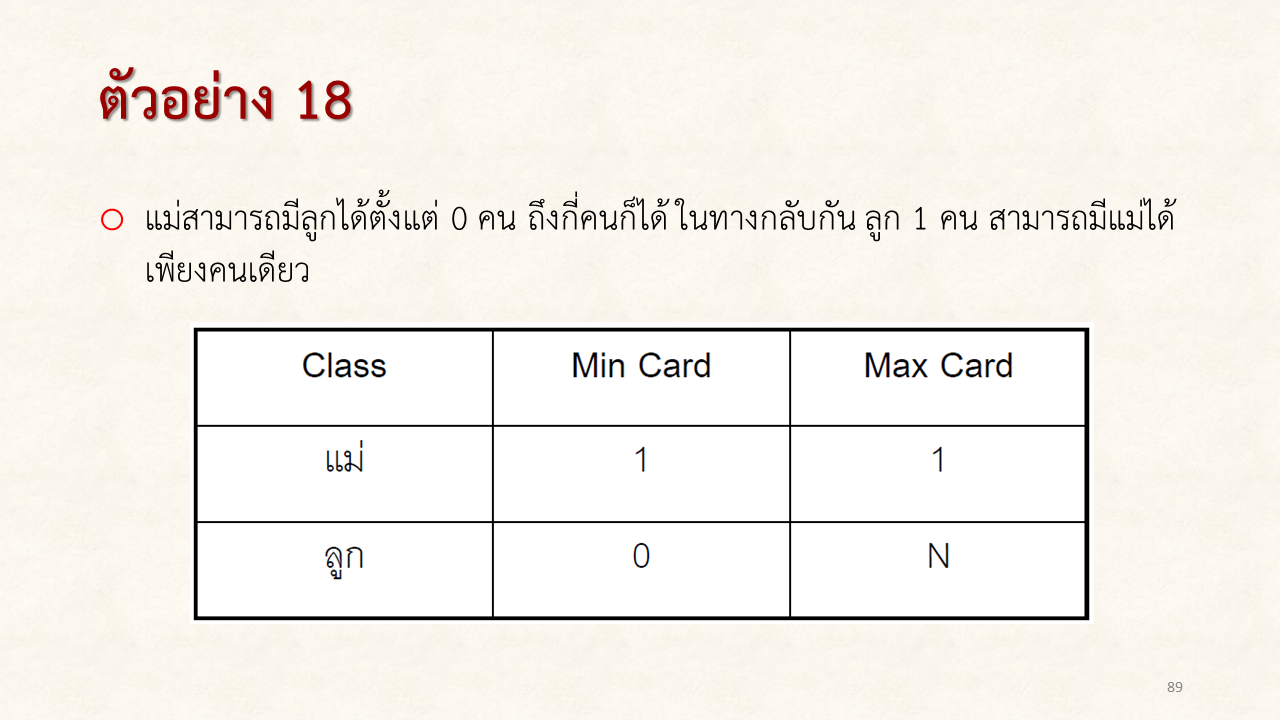 ตัวอย่าง 18
แม่สามารถมีลูกได้ตั้งแต่ 0 คน ถึงกี่คนก็ได้ ในทางกลับกัน ลูก 1 คน สามารถมีแม่ได้
เพียงคนเดียว
Class Min Card Max Card
แม่ 1 1
ลูก 0 N
89